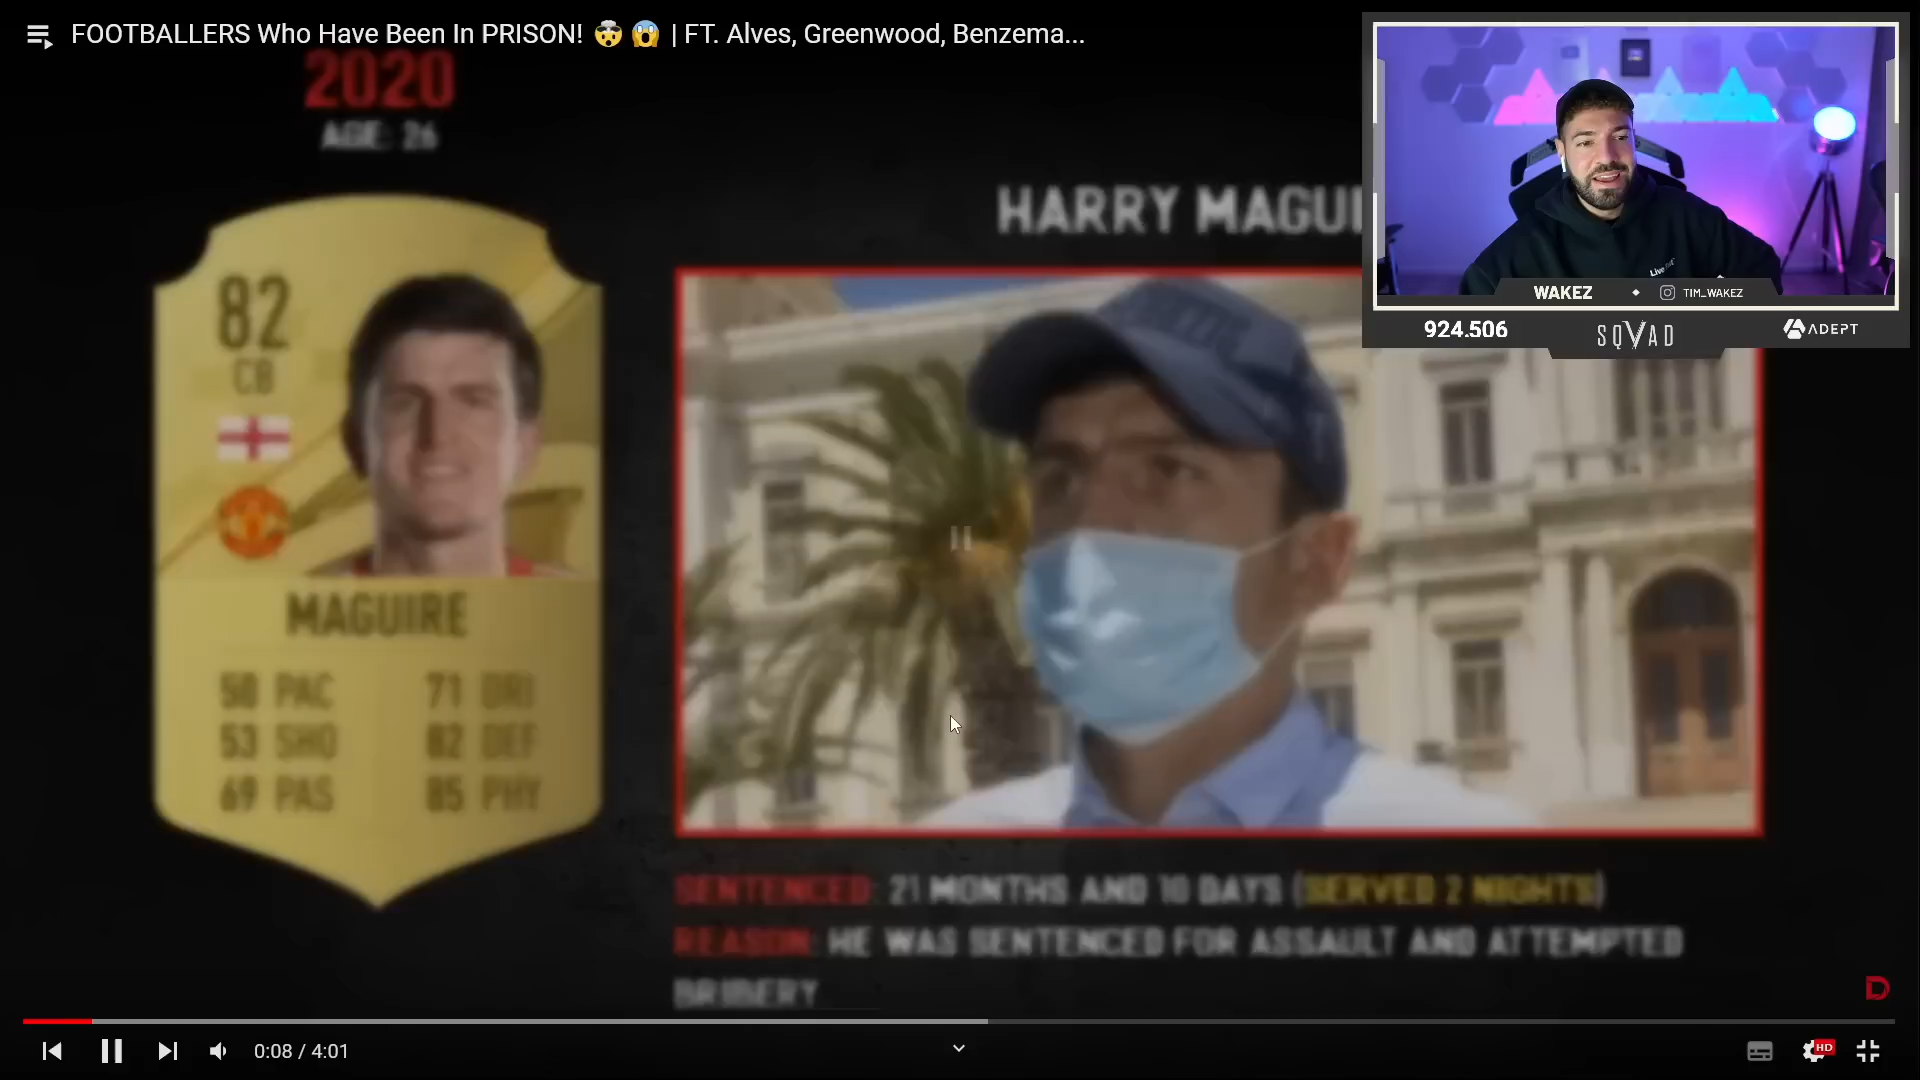 FOOTBALLERS Who Have Been In PRISON! 🤯 😱 | FT. Alves, Greenwood, Benzema...
2020
AGE: 26
HARRY MAGUI
82
CB
MAGUIRE
50 PAC 71 DRI
53 SHO 82 DEF
69 PAS 85 PHY
WAKEZ TIM_WAKEZ
924.506 SQVAD ADEPT
SENTENCED: 21 MONTHS AND 10 DAYS (SERVED 2 NIGHTS)
REASON: HE WAS SENTENCED FOR ASSAULT AND ATTEMPTED
BRIBERY
D
0:08 / 4:01
HD